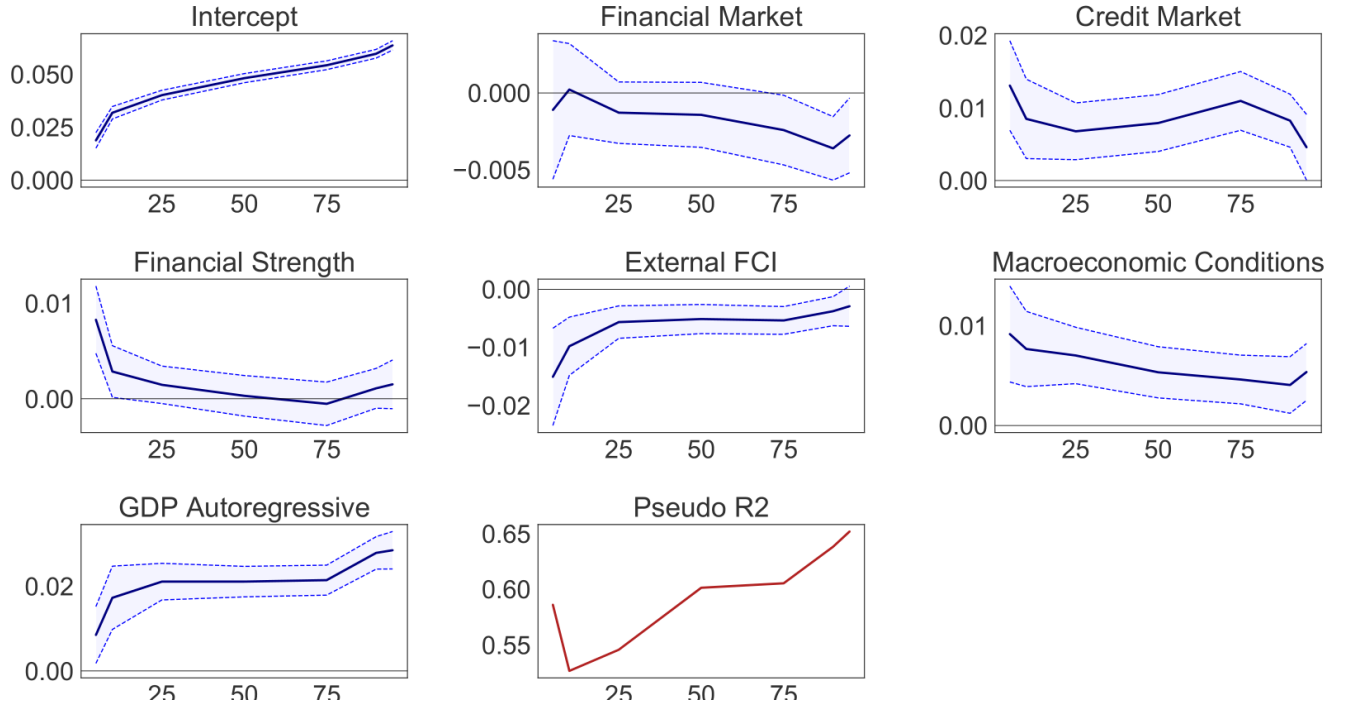 Intercept
0.050
0.025
0.000
25 50 75
Financial Market
0.000
−0.005
25 50 75
Credit Market
0.02
0.01
0.00
25 50 75
Financial Strength
0.01
0.00
25 50 75
External FCI
0.00
−0.01
−0.02
25 50 75
Macroeconomic Conditions
0.01
0.00
25 50 75
GDP Autoregressive
0.02
0.00
25 50 75
Pseudo R2
0.65
0.60
0.55
25 50 75